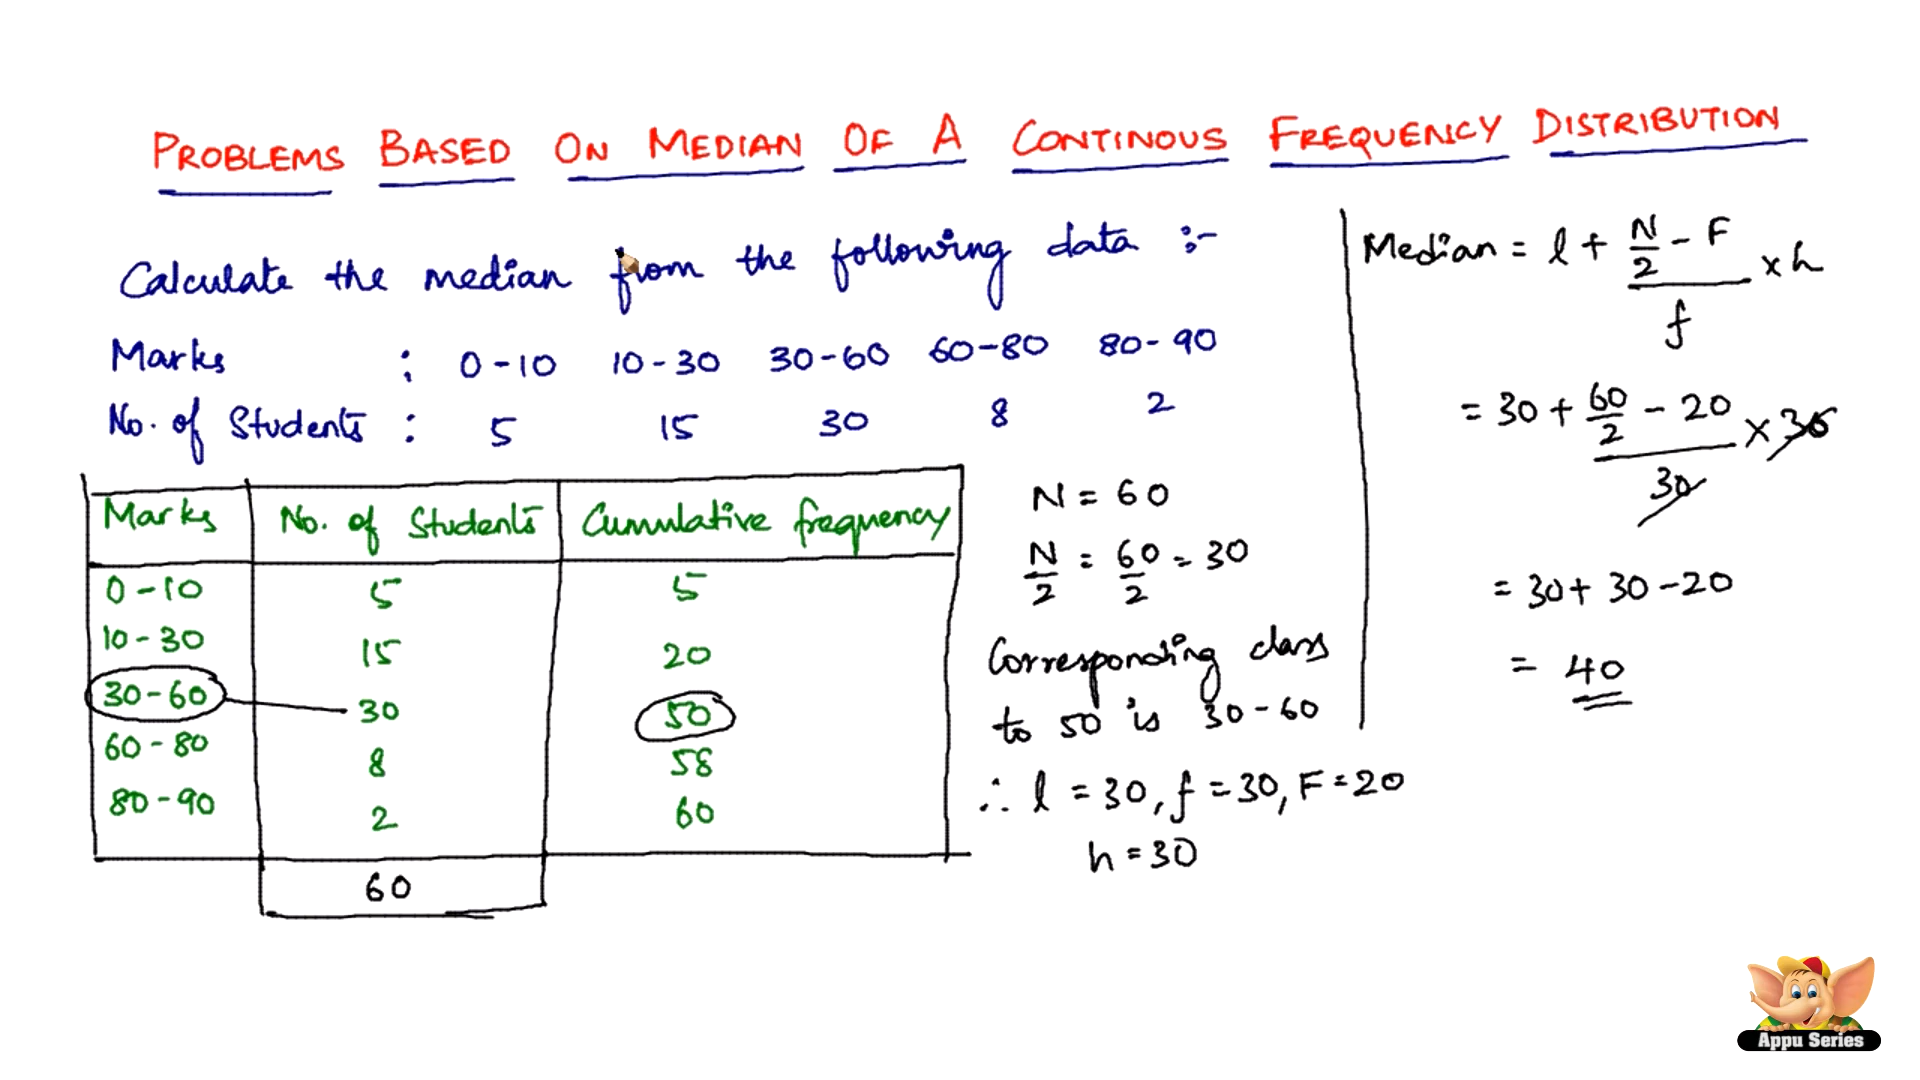 PROBLEMS BASED ON MEDIAN OF A CONTINOUS FREQUENCY DISTRIBUTION
Calculate the median from the following data :-
Marks : 0-10 10-30 30-60 60-80 80-90
No. of Students : 5 15 30 8 2
Marks No. of Students Cumulative frequency
0-10 5 5
10-30 15 20
30-60 30 50
60-80 8 58
80-90 2 60
60
N = 60
N/2 = 60/2 = 30
Corresponding class
to 50 is 30-60
∴ l = 30, f = 30, F = 20
h = 30
Median = l + (N/2 - F)/f × h
= 30 + (60/2 - 20)/30 × 30
= 30 + 30 - 20
= 40
Appu Series